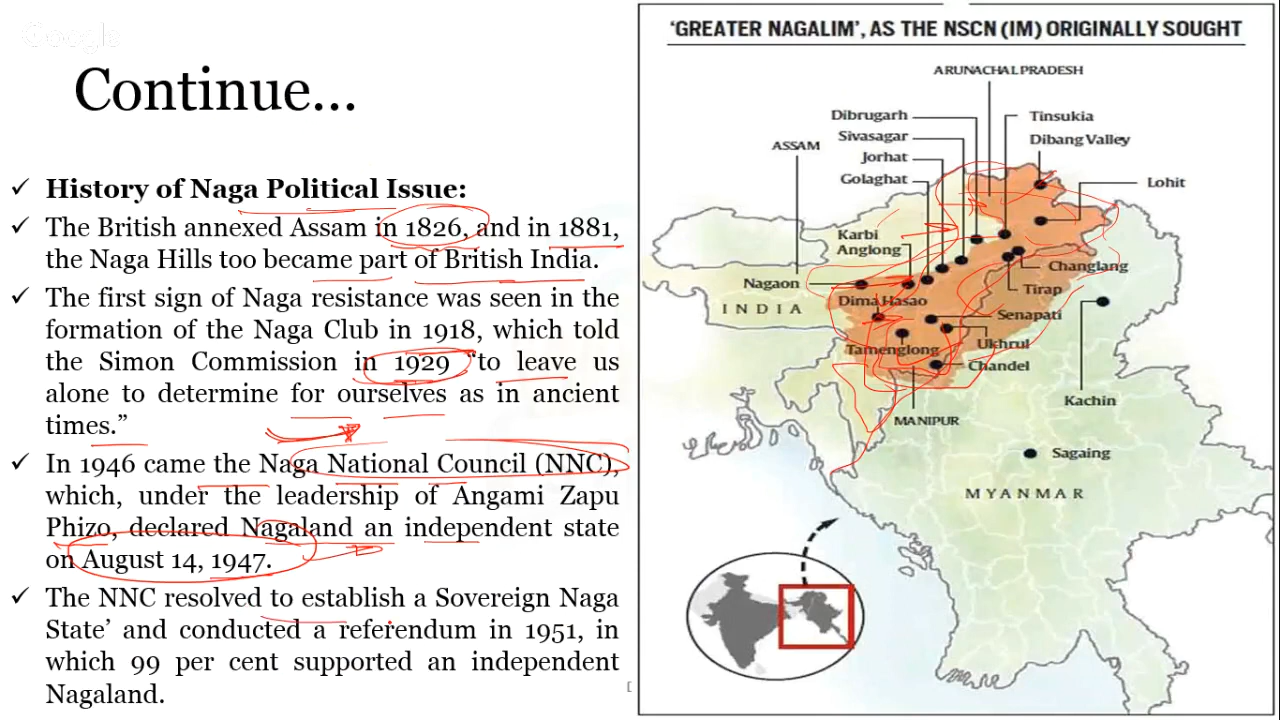 Google
Continue...
✓ History of Naga Political Issue:
✓ The British annexed Assam in 1826, and in 1881,
the Naga Hills too became part of British India.
✓ The first sign of Naga resistance was seen in the
formation of the Naga Club in 1918, which told
the Simon Commission in 1929 “to leave us
alone to determine for ourselves as in ancient
times.”
✓ In 1946 came the Naga National Council (NNC),
which, under the leadership of Angami Zapu
Phizo, declared Nagaland an independent state
on August 14, 1947.
✓ The NNC resolved to establish a Sovereign Naga
State’ and conducted a referendum in 1951, in
which 99 per cent supported an independent
Nagaland.
‘GREATER NAGALIM’, AS THE NSCN (IM) ORIGINALLY SOUGHT
ARUNACHAL PRADESH
Dibrugarh
Tinsukia
Sivasagar
Dibang Valley
ASSAM
Jorhat
Golaghat
Lohit
Karbi
Anglong
Changlang
Nagaon
Tirap
Dima Hasao
INDIA
Senapati
Ukhrul
Tamenglong
Chandel
Kachin
MANIPUR
Sagaing
MYANMAR